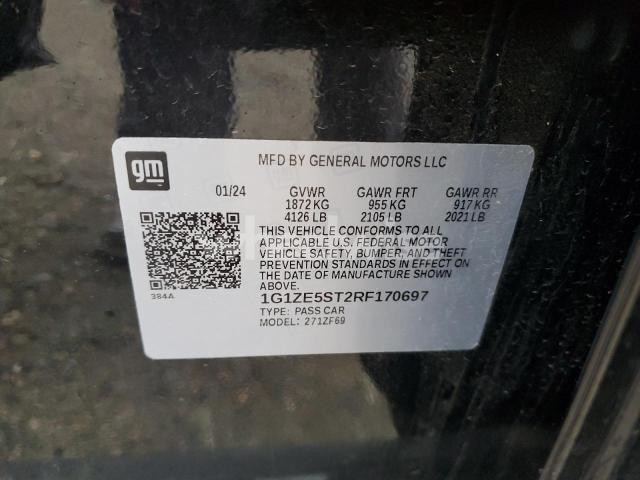 gm
MFD BY GENERAL MOTORS LLC
01/24 GVWR GAWR FRT GAWR RR
1872 KG 955 KG 917 KG
4126 LB 2105 LB 2021 LB
THIS VEHICLE CONFORMS TO ALL
APPLICABLE U.S. FEDERAL MOTOR
VEHICLE SAFETY, BUMPER, AND THEFT
PREVENTION STANDARDS IN EFFECT ON
THE DATE OF MANUFACTURE SHOWN
ABOVE.
384A
1G1ZE5ST2RF170697
TYPE: PASS CAR
MODEL: 271ZF69